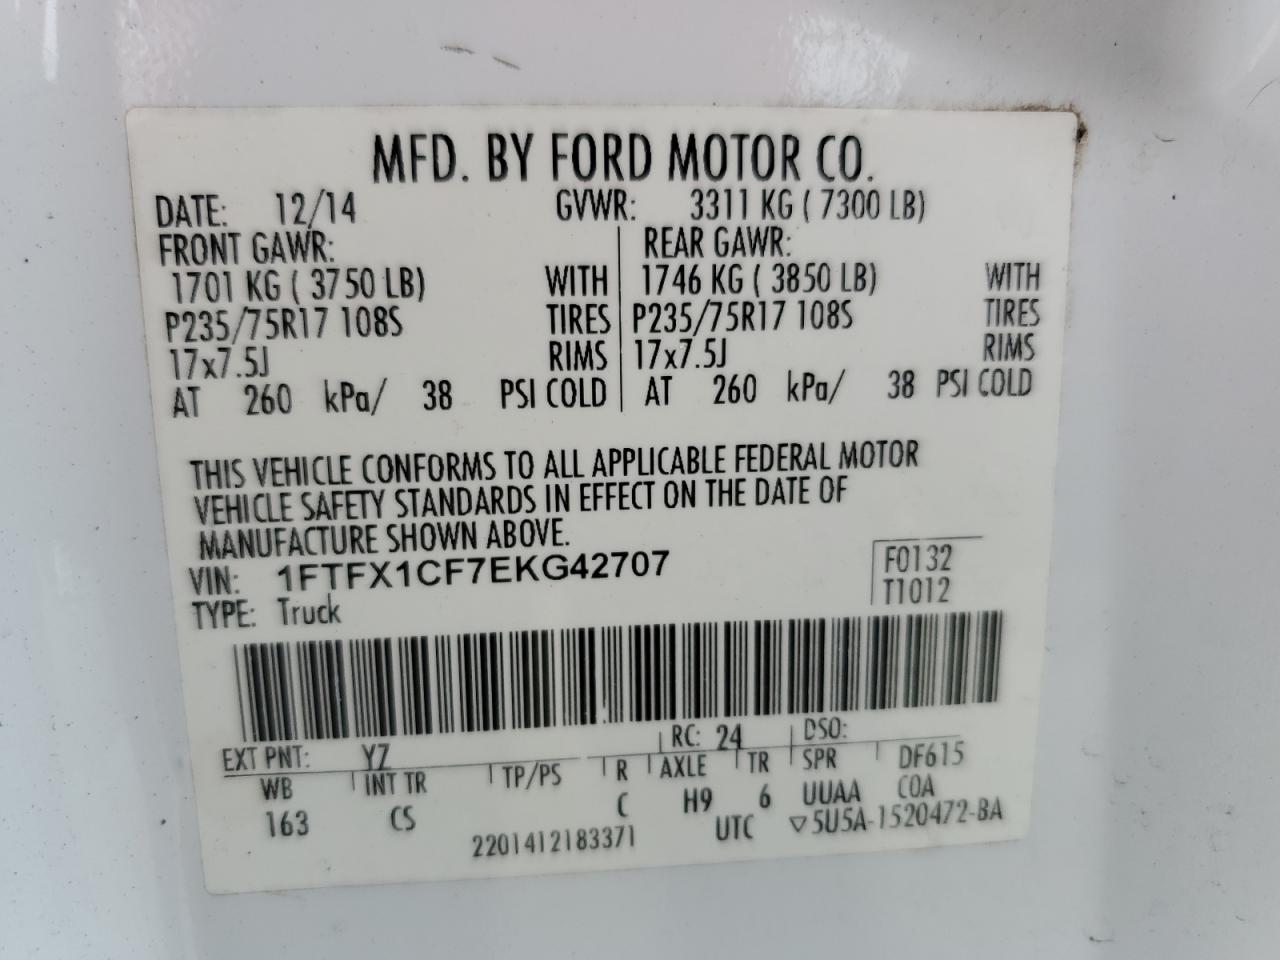 MFD. BY FORD MOTOR CO.
DATE: 12/14 GVWR: 3311 KG ( 7300 LB)
FRONT GAWR: REAR GAWR:
1701 KG ( 3750 LB) WITH 1746 KG ( 3850 LB) WITH
P235/75R17 108S TIRES P235/75R17 108S TIRES
17x7.5J RIMS 17x7.5J RIMS
AT 260 kPa/ 38 PSI COLD AT 260 kPa/ 38 PSI COLD
THIS VEHICLE CONFORMS TO ALL APPLICABLE FEDERAL MOTOR
VEHICLE SAFETY STANDARDS IN EFFECT ON THE DATE OF
MANUFACTURE SHOWN ABOVE.
VIN: 1FTFX1CF7EKG42707 F0132
TYPE: Truck T1012
EXT PNT: YZ RC: 24 DSO:
WB INT TR TP/PS R AXLE TR SPR DF615
163 CS C H9 6 UUAA COA
2201412183371 UTC ▽5U5A-1520472-BA